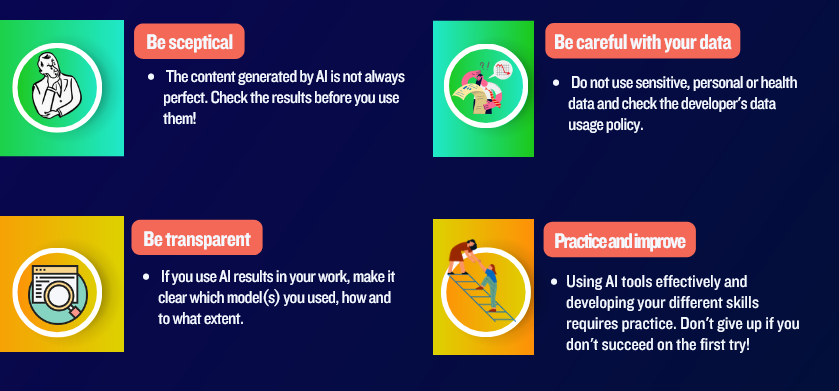 Be sceptical
• The content generated by AI is not always
perfect. Check the results before you use
them!
Be careful with your data
• Do not use sensitive, personal or health
data and check the developer's data
usage policy.
Be transparent
• If you use AI results in your work, make it
clear which model(s) you used, how and
to what extent.
Practice and improve
• Using AI tools effectively and
developing your different skills
requires practice. Don't give up if you
don't succeed on the first try!